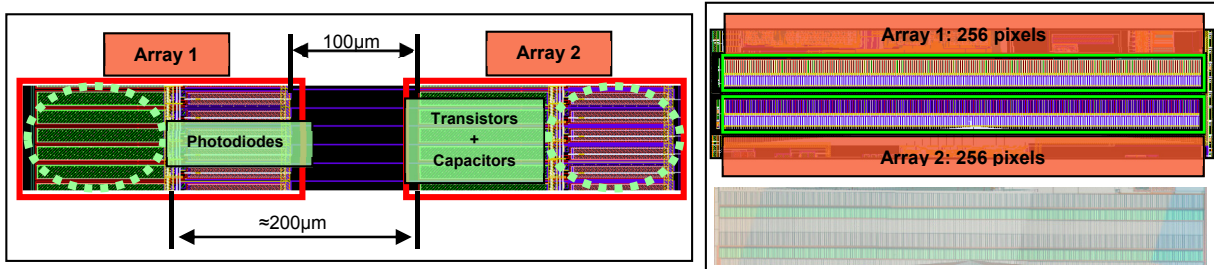 100µm
Array 1
Array 2
Photodiodes
Transistors
+
Capacitors
≈200µm
Array 1: 256 pixels
Array 2: 256 pixels